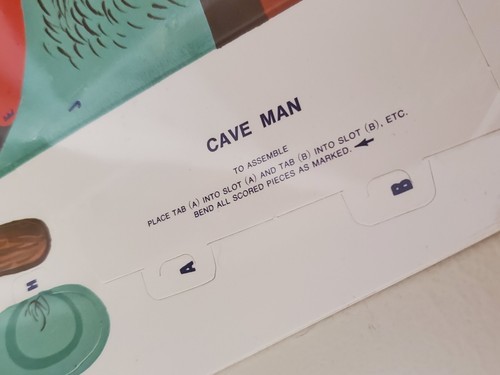 CAVE MAN
TO ASSEMBLE
PLACE TAB (A) INTO SLOT (A) AND TAB (B) INTO SLOT (B), ETC.
BEND ALL SCORED PIECES AS MARKED.
A
B
H
J
E